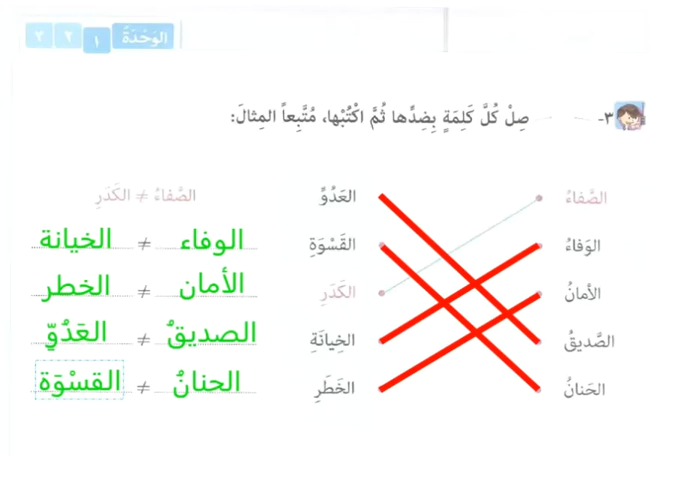 الوَحْدَةُ ١ ٢ ٣
٣- صِلْ كُلَّ كَلِمَةٍ بِضِدِّها ثُمَّ اكْتُبْها، مُتَّبِعاً المِثالَ:
الصَّفاءُ العَدُوِّ الصَّفاءُ ≠ الكَدَرِ
الوَفاءُ القَسْوَةِ الوفاء ≠ الخيانة
الأمانُ الكَدَرِ الأمان ≠ الخطر
الصَّديقُ الخِيانَةِ الصديقُ ≠ العَدُوِّ
الحَنانُ الخَطَرِ الحنانُ ≠ القسْوَة